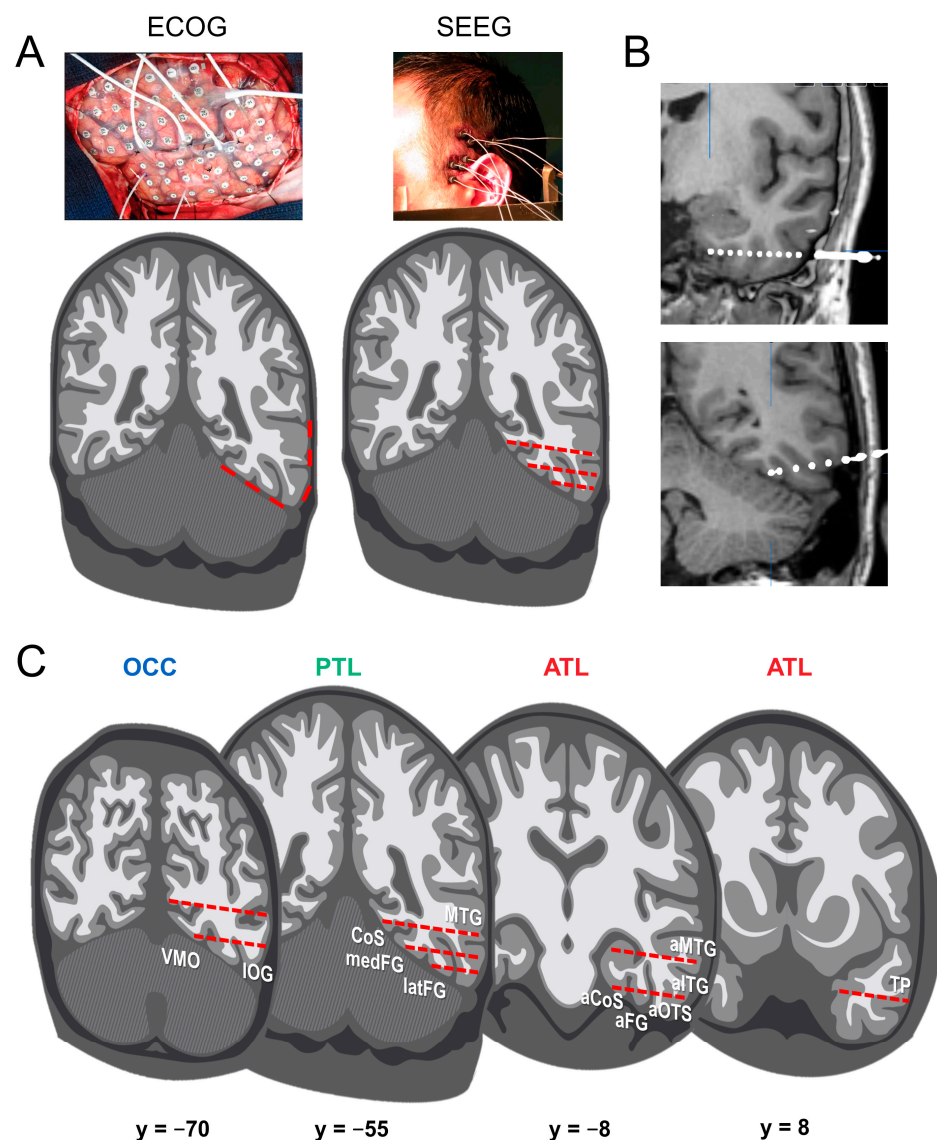 ECOG
SEEG
A
B
C
OCC
PTL
ATL
ATL
VMO
IOG
MTG
CoS
medFG
latFG
aMTG
aITG
aCoS
aOTS
aFG
TP
y = −70
y = −55
y = −8
y = 8